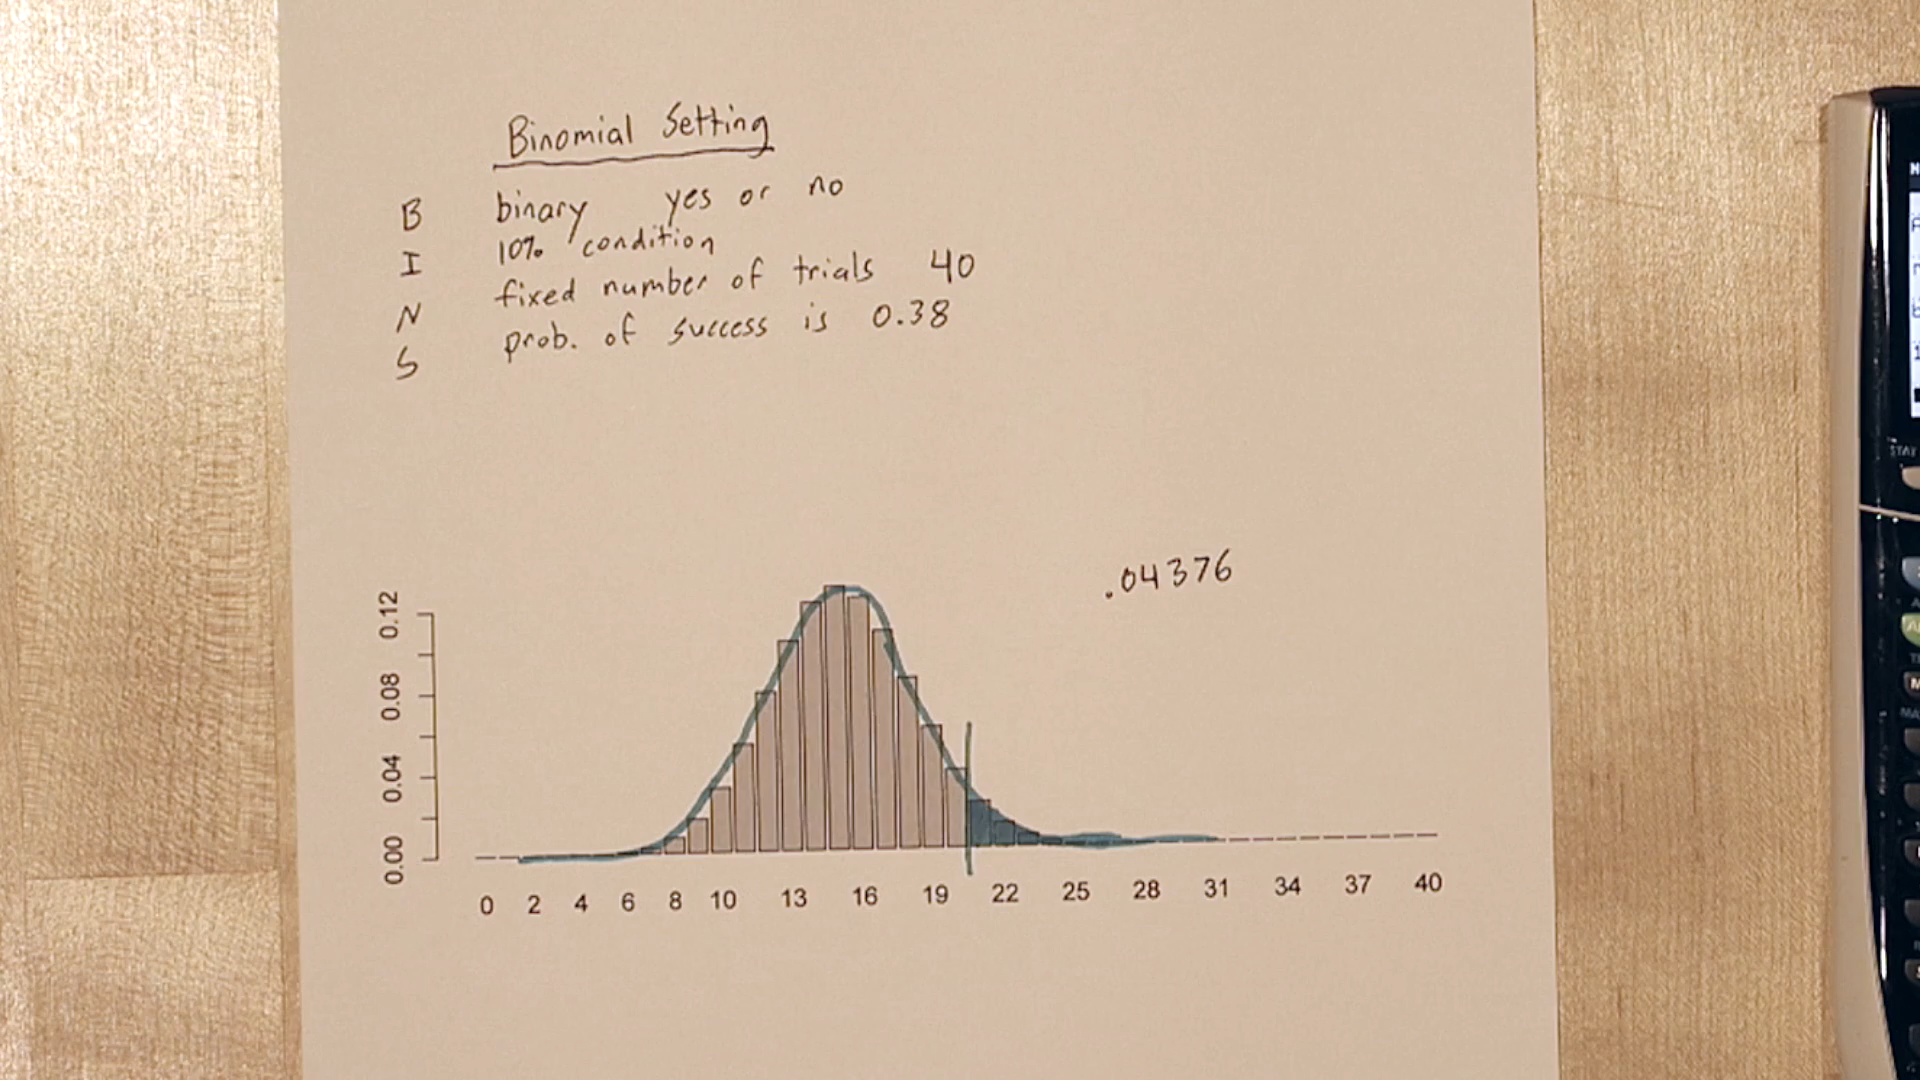 Binomial Setting
B binary yes or no
I 10% condition
N fixed number of trials 40
S prob. of success is 0.38
.04376
0.12
0.08
0.04
0.00
0 2 4 6 8 10 13 16 19 22 25 28 31 34 37 40